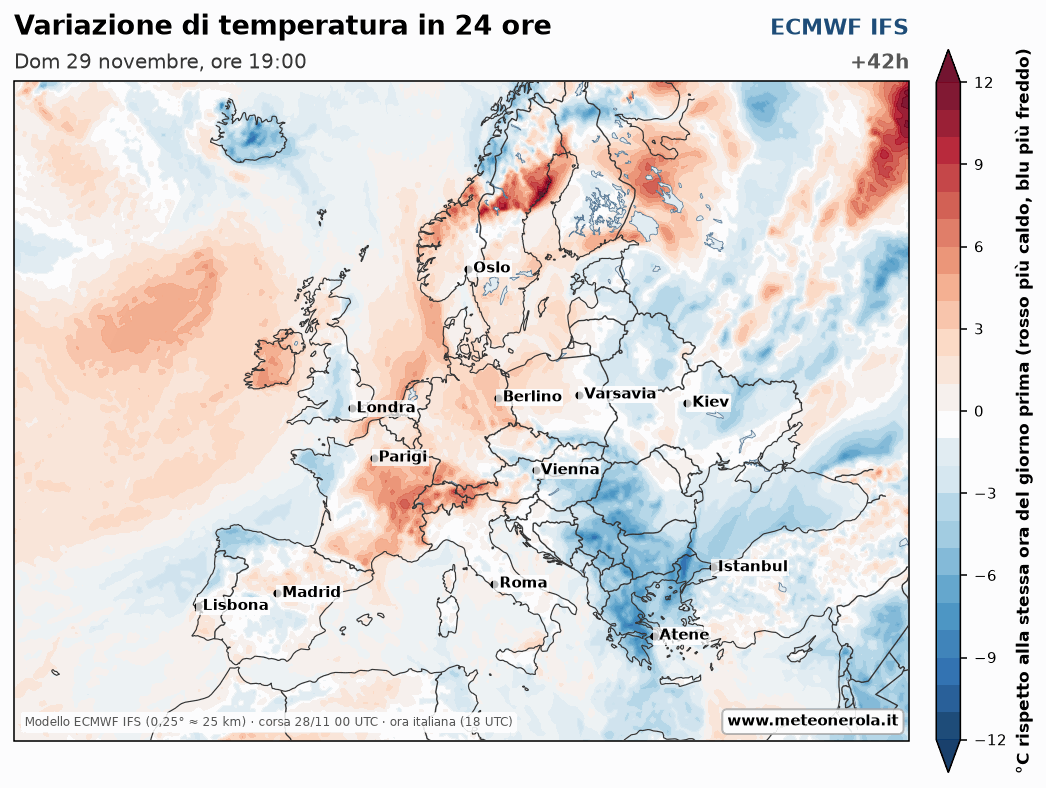 Variazione di temperatura in 24 ore
ECMWF IFS
Dom 29 novembre, ore 19:00
+42h
Oslo
Londra
Berlino
Varsavia
Kiev
Parigi
Vienna
Istanbul
Roma
Madrid
Lisbona
Atene
Modello ECMWF IFS (0,25° ≈ 25 km) · corsa 28/11 00 UTC · ora italiana (18 UTC)
www.meteonerola.it
12
9
6
3
0
−3
−6
−9
−12
°C rispetto alla stessa ora del giorno prima (rosso più caldo, blu più freddo)